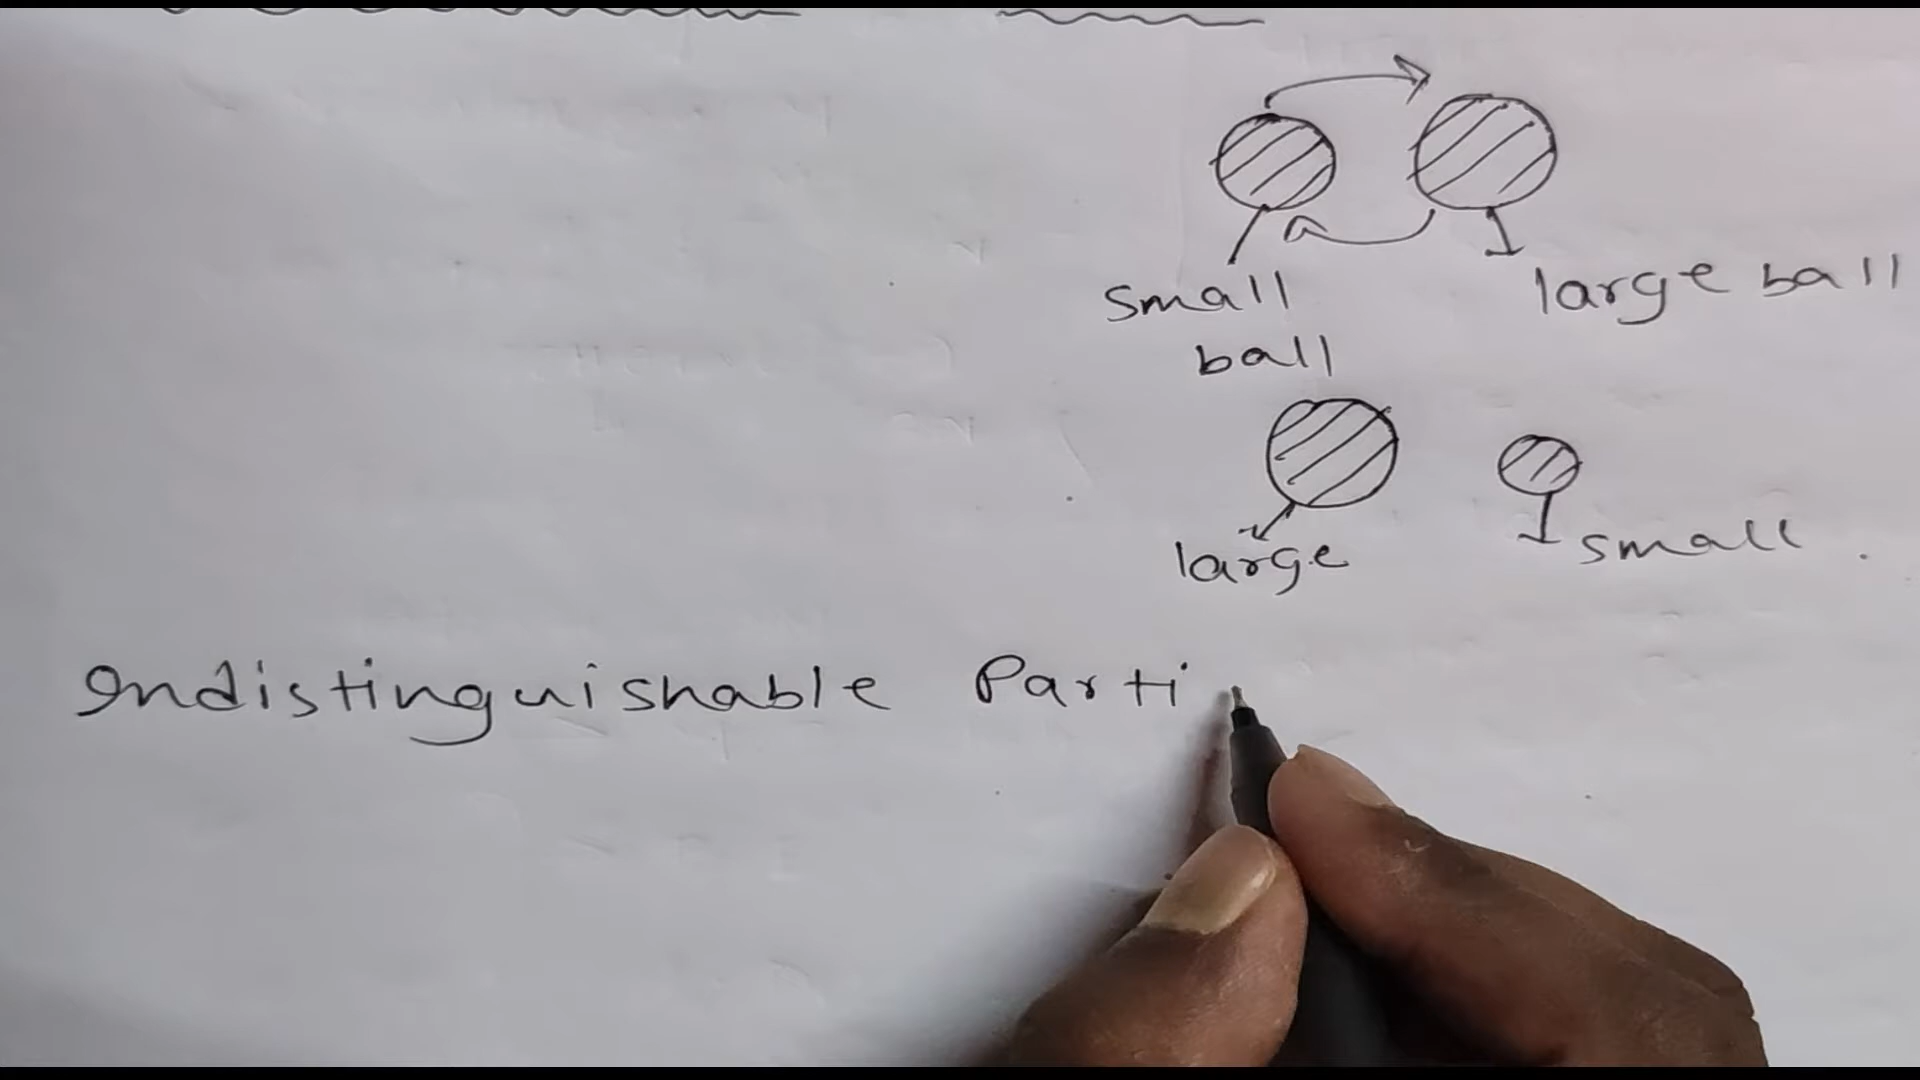 small
ball
large ball
large
small.
Indistinguishable Parti